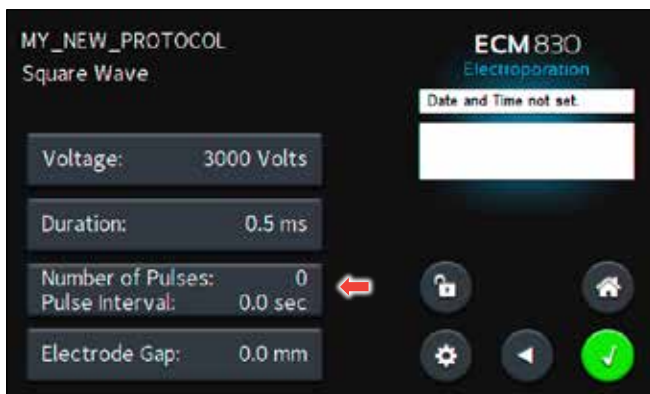 MY_NEW_PROTOCOL
Square Wave
ECM 830
Electroporation
Date and Time not set.
Voltage: 3000 Volts
Duration: 0.5 ms
Number of Pulses: 0
Pulse Interval: 0.0 sec
Electrode Gap: 0.0 mm